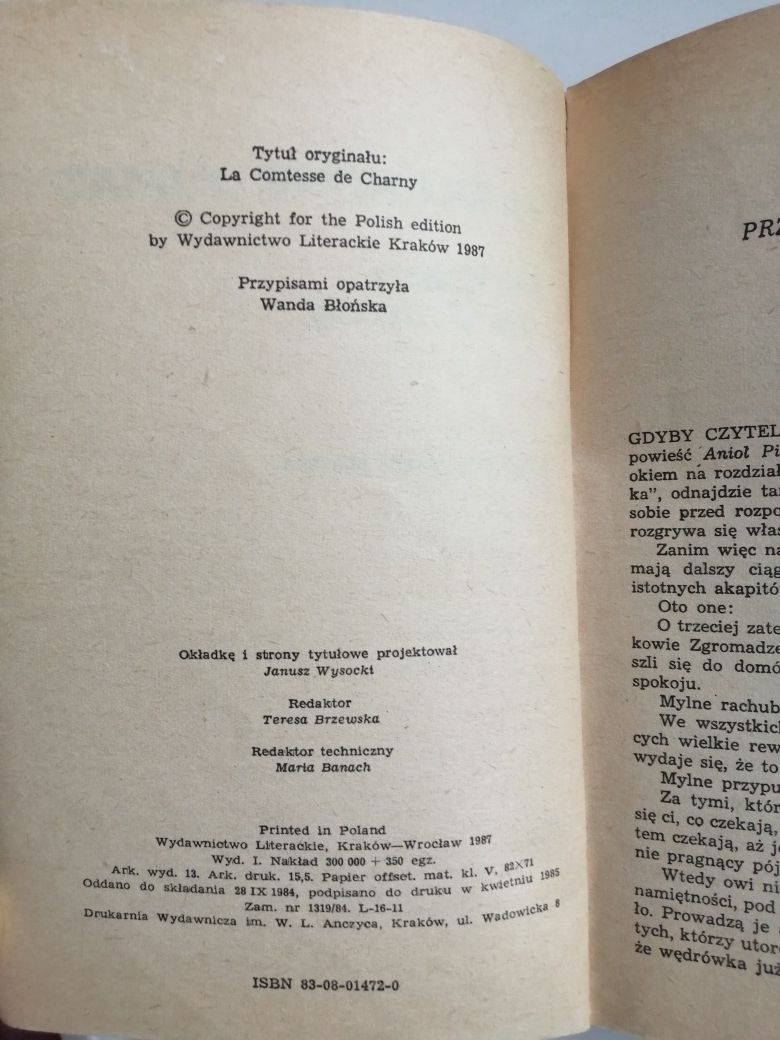 Tytuł oryginału:
La Comtesse de Charny
© Copyright for the Polish edition
by Wydawnictwo Literackie Kraków 1987
Przypisami opatrzyła
Wanda Błońska
Okładkę i strony tytułowe projektował
Janusz Wysocki
Redaktor
Teresa Brzewska
Redaktor techniczny
Maria Banach
Printed in Poland
Wydawnictwo Literackie, Kraków—Wrocław 1987
Wyd. I. Nakład 300 000 + 350 egz.
Ark. wyd. 13. Ark. druk. 15,5. Papier offset. mat. kl. V, 82×71
Oddano do składania 28 IX 1984, podpisano do druku w kwietniu 1985
Zam. nr 1319/84. L-16-11
Drukarnia Wydawnicza im. W. L. Anczyca, Kraków, ul. Wadowicka 8
ISBN 83-08-01472-0
PRZ
GDYBY CZYTEL
powieść Anioł Pi
okiem na rozdział
ka”, odnajdzie ta
sobie przed rozpo
rozgrywa się włas
Zanim więc na
mają dalszy ciąg
istotnych akapitó
Oto one:
O trzeciej zate
kowie Zgromadze
szli się do domó
spokoju.
Mylne rachub
We wszystkich
cych wielkie rew
wydaje się, że to
Mylne przypu
Za tymi, któr
się ci, co czekają,
tem czekają, aż j
nie pragnący pój
Wtedy owi ni
namiętności, pod
ło. Prowadzą je
tych, którzy utor
że wędrówka już